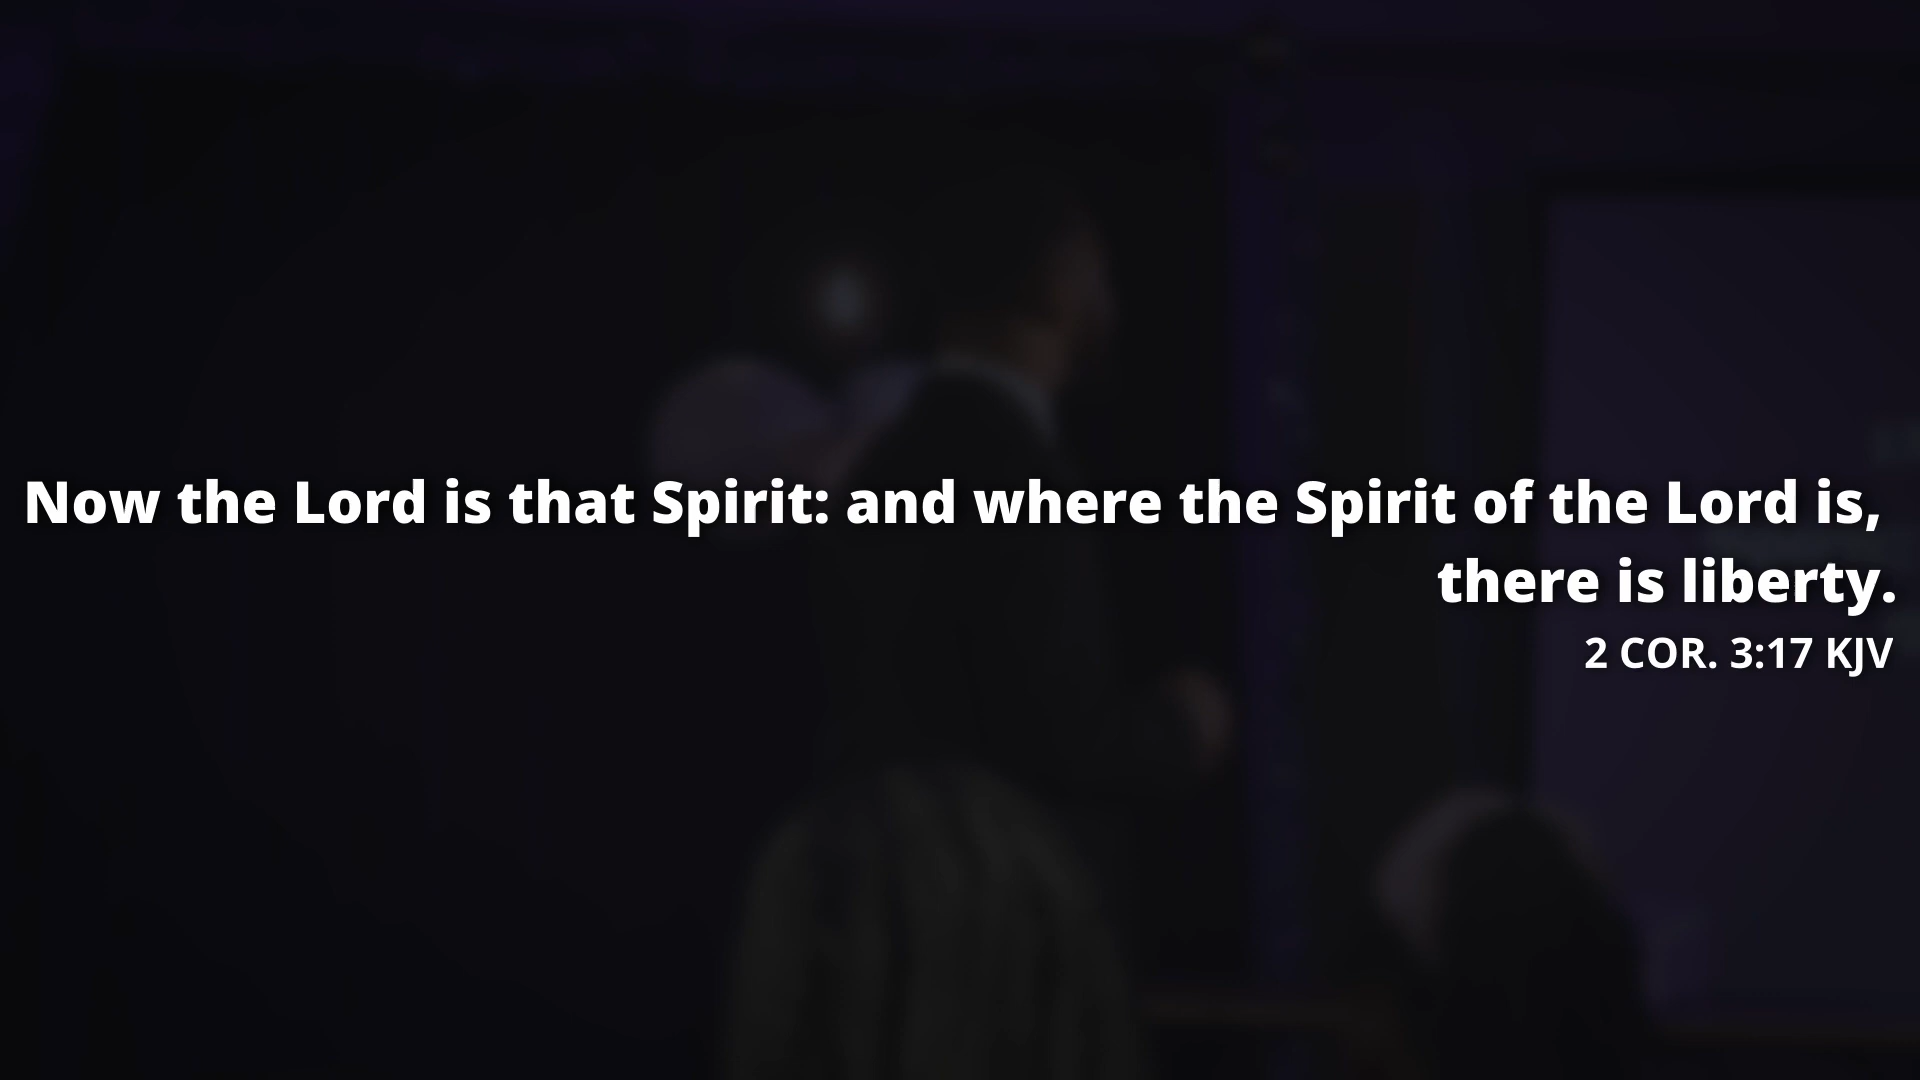 Now the Lord is that Spirit: and where the Spirit of the Lord is,
there is liberty.
2 COR. 3:17 KJV